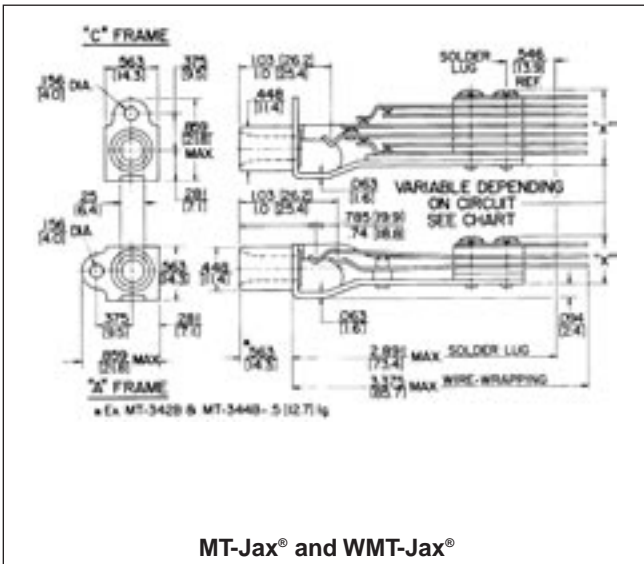 "C" FRAME
.563
[14.3]
.375
[9.5]
.156
[4.0] DIA.
.859
[21.8]
MAX.
.281
[7.1]
.25
[6.4]
.156
[4.0]
DIA.
.563
[14.3]
.375
[9.5]
.281
[7.1]
.859
[21.8] MAX.
"A" FRAME
1.03 [26.2]
1.0 [25.4]
.448
[11.4]
SOLDER
LUG
.546
[13.9]
REF.
"X"
.063
[1.6]
VARIABLE DEPENDING
ON CIRCUIT
SEE CHART
1.03 [26.2]
1.0 [25.4]
.785 [19.9]
.74 [18.8]
.448
[11.4]
"X"
.063
[1.6]
.094
[2.4]
*.563
[14.3]
2.891
[73.4] MAX SOLDER LUG
3.375
[85.7] MAX WIRE-WRAPPING
* Ex. MT-342B & MT-344B-.5 [12.7] lg.
MT-Jax® and WMT-Jax®